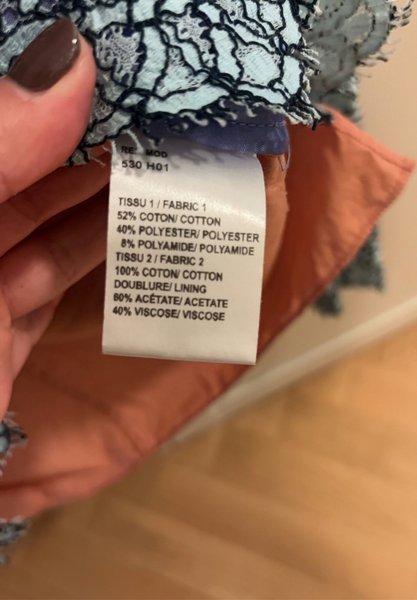 REF MOD
530 H01
TISSU 1 / FABRIC 1
52% COTON/ COTTON
40% POLYESTER/ POLYESTER
8% POLYAMIDE/ POLYAMIDE
TISSU 2 / FABRIC 2
100% COTON/ COTTON
DOUBLURE/ LINING
60% ACÉTATE/ ACETATE
40% VISCOSE/ VISCOSE